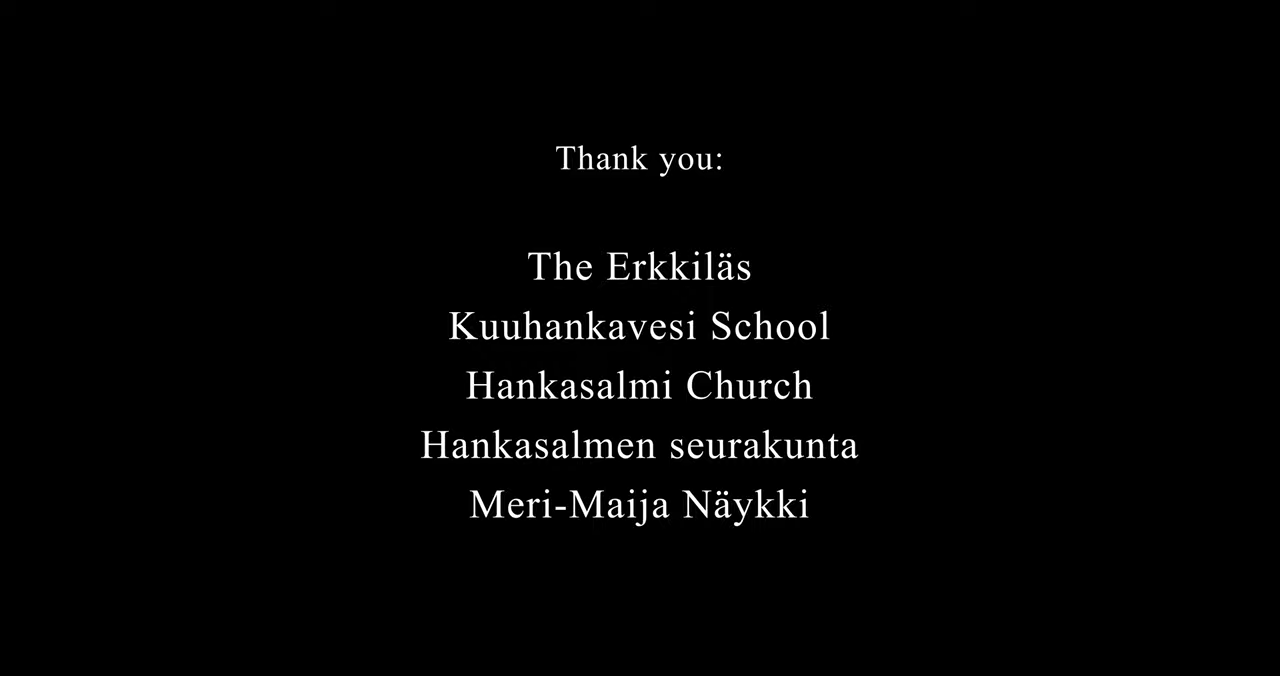 Thank you:
The Erkkiläs
Kuuhankavesi School
Hankasalmi Church
Hankasalmen seurakunta
Meri-Maija Näykki